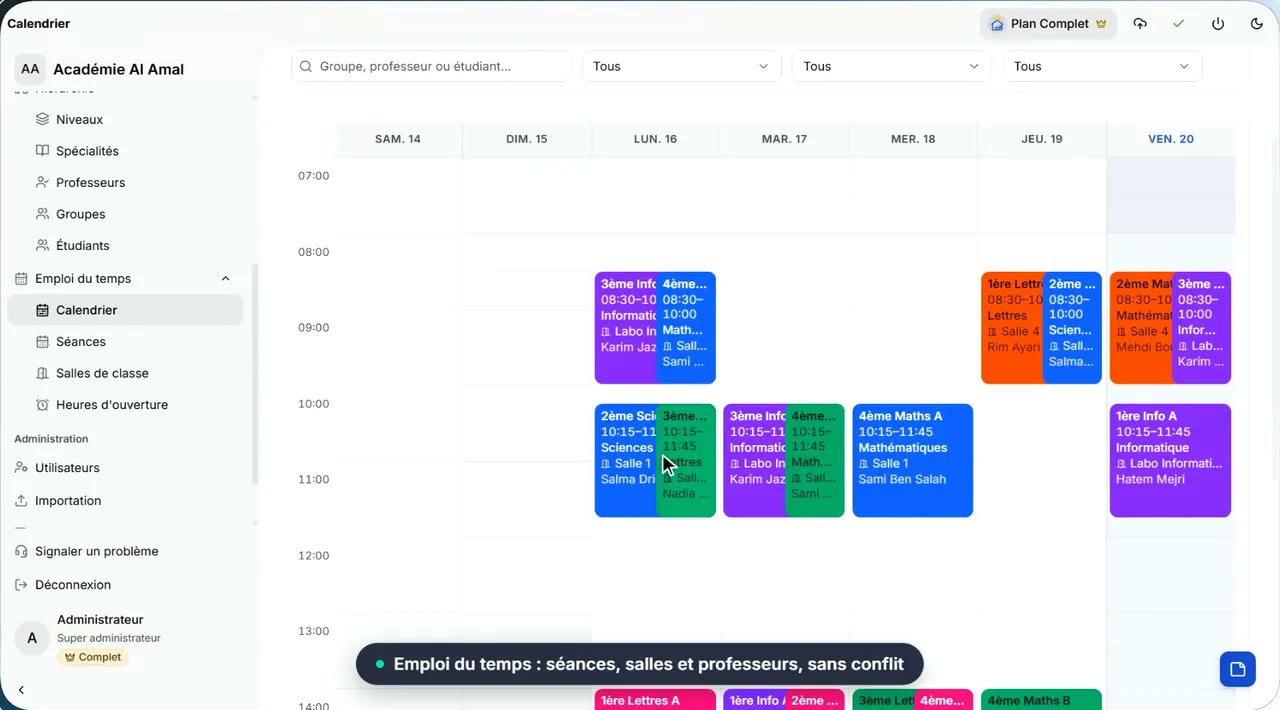 Calendrier
Plan Complet
AA
Académie Al Amal
Groupe, professeur ou étudiant...
Tous
Tous
Tous
Niveaux
Spécialités
Professeurs
Groupes
Étudiants
Emploi du temps
Calendrier
Séances
Salles de classe
Heures d'ouverture
Administration
Utilisateurs
Importation
Signaler un problème
Déconnexion
A
Administrateur
Super administrateur
Complet
SAM. 14
DIM. 15
LUN. 16
MAR. 17
MER. 18
JEU. 19
VEN. 20
07:00
08:00
09:00
10:00
11:00
12:00
13:00
14:00
3ème Info
08:30–10
Informatic
Labo In
Karim Jaz
4ème...
08:30–
10:00
Math...
Sall...
Sami ...
1ère Lettr
08:30–10
Lettres
Salle 4
Rim Ayari
2ème ...
08:30–
10:00
Scien...
Sall...
Salma...
2ème Mat
08:30–10
Mathémat
Salle 4
Mehdi Bou
3ème ...
08:30–
10:00
Infor...
Lab...
Karim ...
2ème Sci
10:15–11
Sciences
Salle 1
Salma Dri
3ème...
10:15–
11:45
Sall...
Nadia ...
3ème Info
10:15–11
Informatic
Labo In
Karim Jaz
4ème...
10:15–
11:45
Math...
Sall...
Sami ...
4ème Maths A
10:15–11:45
Mathématiques
Salle 1
Sami Ben Salah
1ère Info A
10:15–11:45
Informatique
Labo Informati...
Hatem Mejri
Emploi du temps : séances, salles et professeurs, sans conflit
1ère Lettres A
1ère Info
2ème ...
3ème Lett
4ème...
4ème Maths B